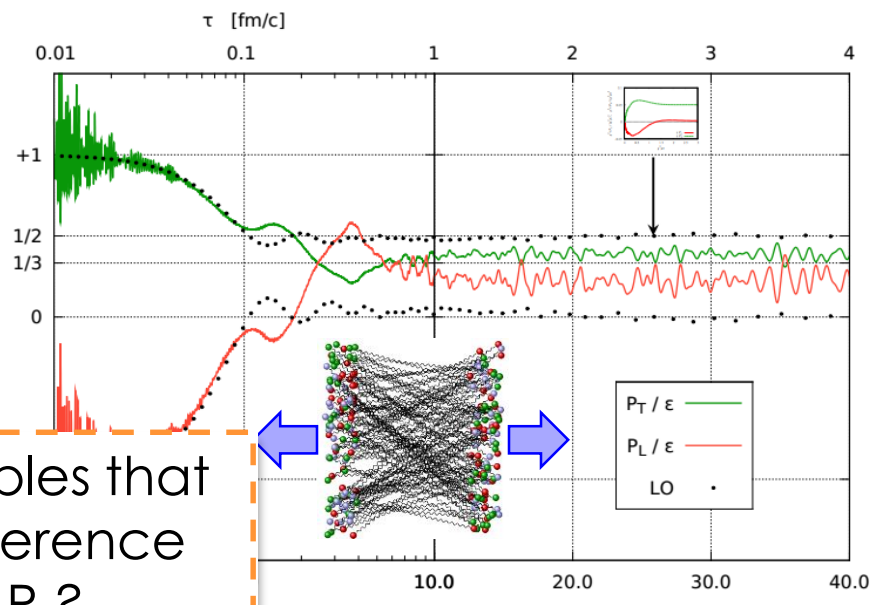 τ [fm/c]
0.01 0.1 1 2 3 4
+1
1/2
1/3
0
P_T / ε
P_L / ε
LO
10.0 20.0 30.0 40.0
that
erence